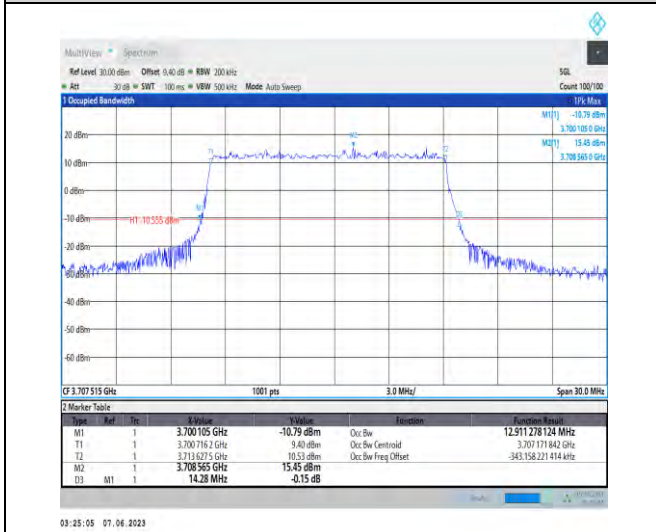 MultiView Spectrum
Ref Level 30.00 dBm Offset 9.40 dB RBW 200 kHz SGL
Att 30 dB SWT 100 ms VBW 500 kHz Mode Auto Sweep Count 100/100
1 Occupied Bandwidth 1Pk Max
M1[1] -10.79 dBm
3.700 105 0 GHz
M2[1] 15.45 dBm
3.708 565 0 GHz
20 dBm
10 dBm
0 dBm
-10 dBm
H1 -10.555 dBm
-20 dBm
-30 dBm
-40 dBm
-50 dBm
-60 dBm
T1
M2
T2
M1
CF 3.707 515 GHz 1001 pts 3.0 MHz/ Span 30.0 MHz
2 Marker Table
Type Ref Trc X-Value Y-Value Function Function Result
M1 1 3.700 105 GHz -10.79 dBm Occ Bw 12.911 278 124 MHz
T1 1 3.700 716 2 GHz 9.40 dBm Occ Bw Centroid 3.707 171 842 GHz
T2 1 3.713 627 5 GHz 10.53 dBm Occ Bw Freq Offset -343.158 221 414 kHz
M2 1 3.708 565 GHz 15.45 dBm
D3 M1 1 14.28 MHz -0.15 dB
03:25:05 07.06.2023